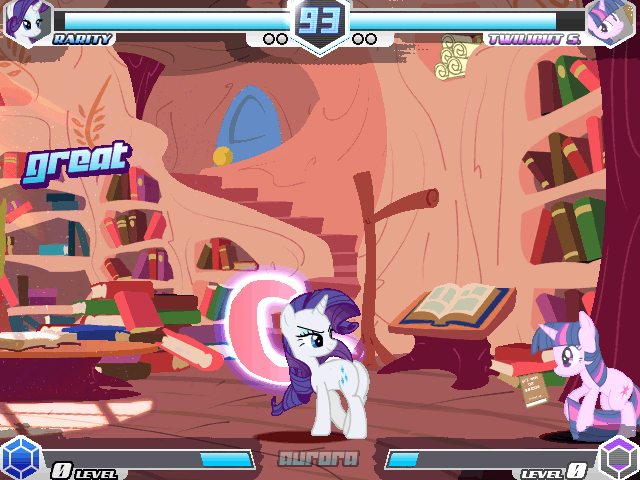 93
RARITY
TWILIGHT S.
great
C
0 LEVEL
aurora
LEVEL 0